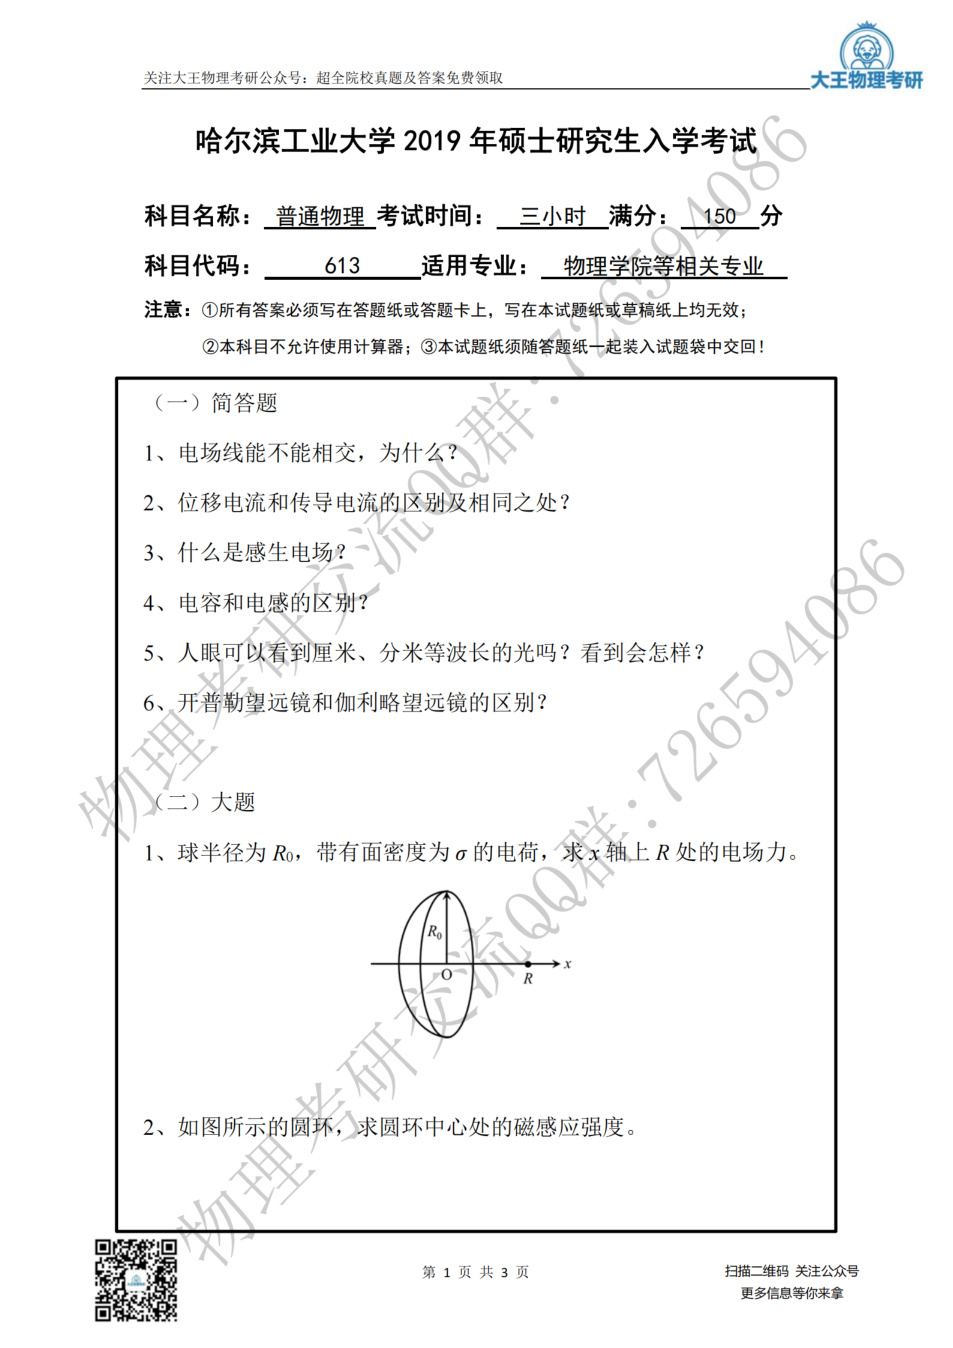 关注大王物理考研公众号：超全院校真题及答案免费领取
大王物理考研
哈尔滨工业大学 2019 年硕士研究生入学考试
科目名称： 普通物理 考试时间： 三小时 满分： 150 分
科目代码： 613 适用专业： 物理学院等相关专业
注意：①所有答案必须写在答题纸或答题卡上，写在本试题纸或草稿纸上均无效；
②本科目不允许使用计算器；③本试题纸须随答题纸一起装入试题袋中交回！
（一）简答题
1、电场线能不能相交，为什么？
2、位移电流和传导电流的区别及相同之处？
3、什么是感生电场？
4、电容和电感的区别？
5、人眼可以看到厘米、分米等波长的光吗？看到会怎样？
6、开普勒望远镜和伽利略望远镜的区别？
（二）大题
1、球半径为 R0，带有面密度为 σ 的电荷，求 x 轴上 R 处的电场力。
R0
O
R
x
2、如图所示的圆环，求圆环中心处的磁感应强度。
物理考研交流QQ群：726594086
物理考研交流QQ群：726594086
大王物理考研
第 1 页 共 3 页
扫描二维码 关注公众号
更多信息等你来拿